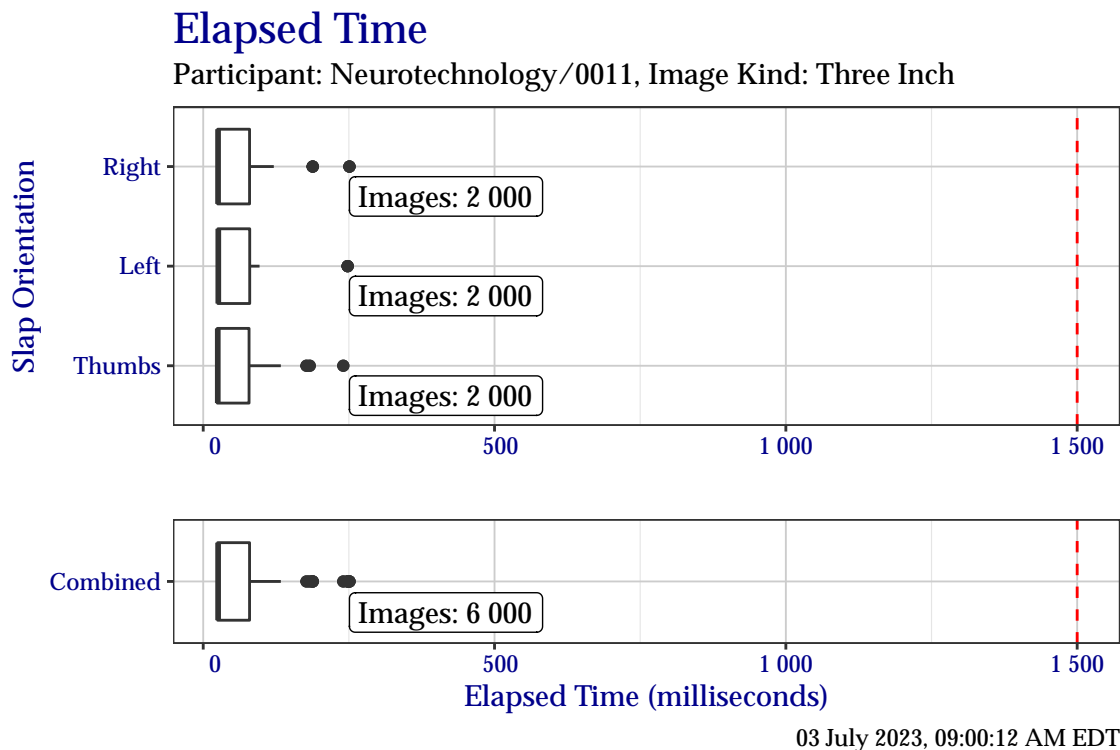 Elapsed Time
Participant: Neurotechnology/0011, Image Kind: Three Inch
Slap Orientation
Right
Images: 2 000
Left
Images: 2 000
Thumbs
Images: 2 000
0 500 1 000 1 500
Combined
Images: 6 000
0 500 1 000 1 500
Elapsed Time (milliseconds)
03 July 2023, 09:00:12 AM EDT